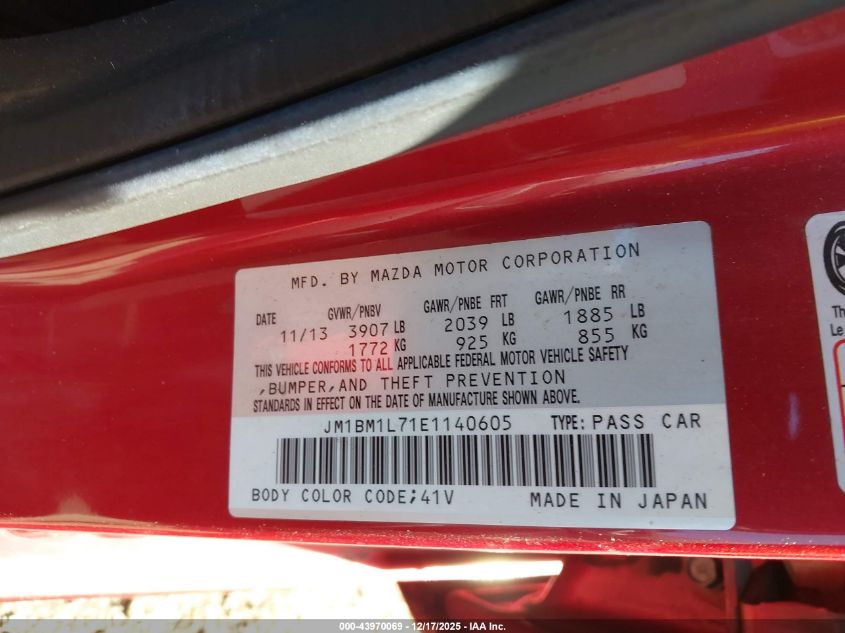 MFD. BY MAZDA MOTOR CORPORATION
DATE GVWR/PNBV GAWR/PNBE FRT GAWR/PNBE RR
11/13 3907 LB 2039 LB 1885 LB
1772 KG 925 KG 855 KG
THIS VEHICLE CONFORMS TO ALL APPLICABLE FEDERAL MOTOR VEHICLE SAFETY
,BUMPER,AND THEFT PREVENTION
STANDARDS IN EFFECT ON THE DATE OF MANUFACTURE SHOWN ABOVE.
JM1BM1L71E1140605 TYPE: PASS CAR
BODY COLOR CODE;41V MADE IN JAPAN
Th
Le
000-43970069 - 12/17/2025 - IAA Inc.